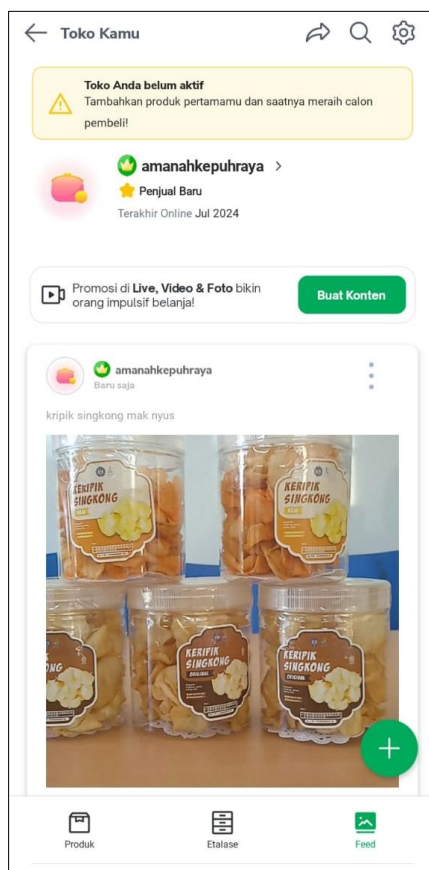 Toko Kamu
Toko Anda belum aktif
Tambahkan produk pertamamu dan saatnya meraih calon
pembeli!
amanahkepuhraya
Penjual Baru
Terakhir Online Jul 2024
Promosi di Live, Video & Foto bikin
orang impulsif belanja!
Buat Konten
amanahkepuhraya
Baru saja
kripik singkong mak nyus
KERIPIK
SINGKONG
KERIPIK
SINGKONG
KERIPIK
SINGKONG
ORIGINAL
KERIPIK
SINGKONG
ORIGINAL
Produk
Etalase
Feed